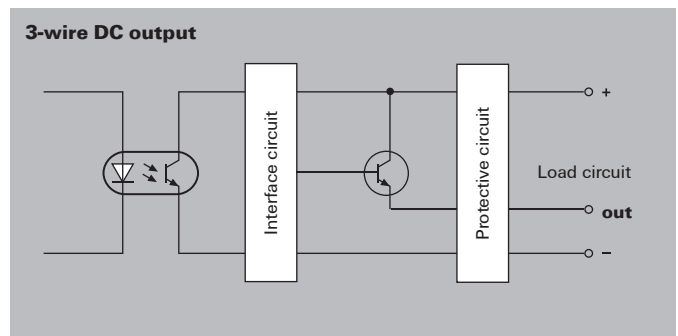 3-wire DC output
Interface circuit
Protective circuit
+
Load circuit
out
–